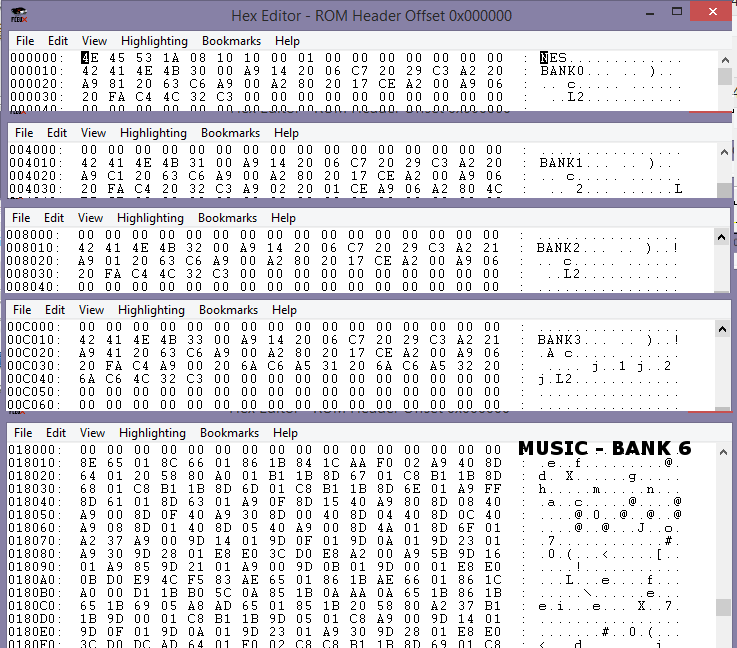 Hex Editor - ROM Header Offset 0x000000
File Edit View Highlighting Bookmarks Help
000000: 4E 45 53 1A 08 10 10 00 01 00 00 00 00 00 00 00 : NES.............
000010: 42 41 4E 4B 30 00 A9 14 20 06 C7 20 29 C3 A2 20 : BANK0... .. )..
000020: A9 81 20 63 C6 A9 00 A2 80 20 17 CE A2 00 A9 06 : .. c..... ......
000030: 20 FA C4 4C 32 C3 00 00 00 00 00 00 00 00 00 00 : ..L2...........
File Edit View Highlighting Bookmarks Help
004000: 00 00 00 00 00 00 00 00 00 00 00 00 00 00 00 00 : ................
004010: 42 41 4E 4B 31 00 A9 14 20 06 C7 20 29 C3 A2 20 : BANK1... .. )..
004020: A9 C1 20 63 C6 A9 00 A2 80 20 17 CE A2 00 A9 06 : .. c..... ......
004030: 20 FA C4 20 32 C3 A9 02 20 01 CE A9 06 A2 80 4C : .. 2... ......L
File Edit View Highlighting Bookmarks Help
008000: 00 00 00 00 00 00 00 00 00 00 00 00 00 00 00 00 : ................
008010: 42 41 4E 4B 32 00 A9 14 20 06 C7 20 29 C3 A2 21 : BANK2... .. )..!
008020: A9 01 20 63 C6 A9 00 A2 80 20 17 CE A2 00 A9 06 : .. c..... ......
008030: 20 FA C4 4C 32 C3 00 00 00 00 00 00 00 00 00 00 : ..L2...........
008040: 00 00 00 00 00 00 00 00 00 00 00 00 00 00 00 00 : ................
File Edit View Highlighting Bookmarks Help
00C000: 00 00 00 00 00 00 00 00 00 00 00 00 00 00 00 00 : ................
00C010: 42 41 4E 4B 33 00 A9 14 20 06 C7 20 29 C3 A2 21 : BANK3... .. )..!
00C020: A9 41 20 63 C6 A9 00 A2 80 20 17 CE A2 00 A9 06 : .A c..... ......
00C030: 20 FA C4 A9 00 20 6A C6 A5 31 20 6A C6 A5 32 20 : .... j..1 j..2
00C040: 6A C6 4C 32 C3 00 00 00 00 00 00 00 00 00 00 00 : j.L2............
00C050: 00 00 00 00 00 00 00 00 00 00 00 00 00 00 00 00 : ................
00C060: 00 00 00 00 00 00 00 00 00 00 00 00 00 00 00 00 : ................
File Edit View Highlighting Bookmarks Help
MUSIC - BANK 6
018000: 00 00 00 00 00 00 00 00 00 00 00 00 00 00 00 00
018010: 8E 65 01 8C 66 01 86 1B 84 1C AA F0 02 A9 40 8D : .e..f.........@.
018020: 64 01 20 58 80 A0 01 B1 1B 8D 67 01 C8 B1 1B 8D : d. X......g.....
018030: 68 01 C8 B1 1B 8D 6D 01 C8 B1 1B 8D 6E 01 A9 FF : h.....m.....n...
018040: 8D 61 01 8D 63 01 A9 0F 8D 15 40 A9 80 8D 08 40 : .a..c.....@....@
018050: A9 00 8D 0F 40 A9 30 8D 00 40 8D 04 40 8D 0C 40 : ....@.0..@..@..@
018060: A9 08 8D 01 40 8D 05 40 A9 00 8D 4A 01 8D 6F 01 : ....@..@...J..o.
018070: A2 37 A9 00 9D 14 01 9D 0F 01 9D 0A 01 9D 23 01 : .7............#.
018080: A9 30 9D 28 01 E8 E0 3C D0 E8 A2 00 A9 5B 9D 16 : .0.(...<.....[..
018090: 01 A9 85 9D 21 01 A9 00 9D 0B 01 9D 00 01 E8 E0 : ....!...........
0180A0: 0B D0 E9 4C F5 83 AE 65 01 86 1B AE 66 01 86 1C : ...L...e....f...
0180B0: A0 00 D1 1B B0 5C 0A 85 1B 0A AA 0A 65 1B 86 1B : .....\......e...
0180C0: 65 1B 69 05 A8 AD 65 01 85 1B 20 58 80 A2 37 B1 : e.i...e... X..7.
0180D0: 1B 9D 00 01 C8 B1 1B 9D 05 01 C8 A9 00 9D 14 01 : ................
0180E0: 9D 0F 01 9D 0A 01 9D 23 01 A9 30 9D 28 01 E8 E0 : .......#..0.(...